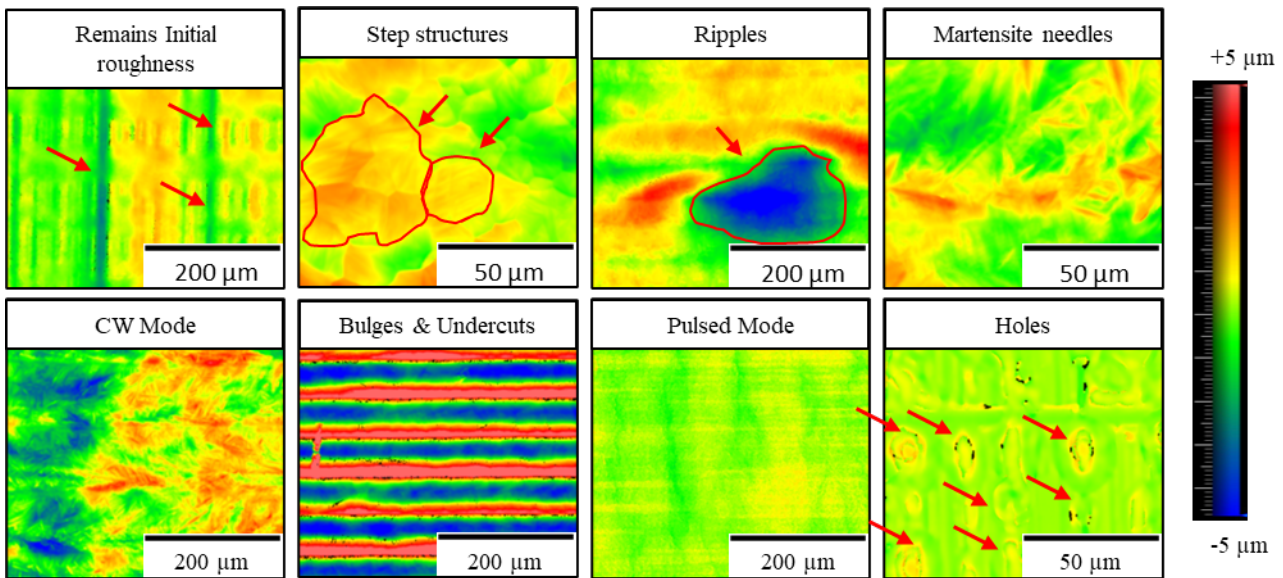 Remains Initial
roughness
Step structures
Ripples
Martensite needles
+5 µm
200 µm
50 µm
200 µm
50 µm
CW Mode
Bulges & Undercuts
Pulsed Mode
Holes
200 µm
200 µm
200 µm
50 µm
-5 µm